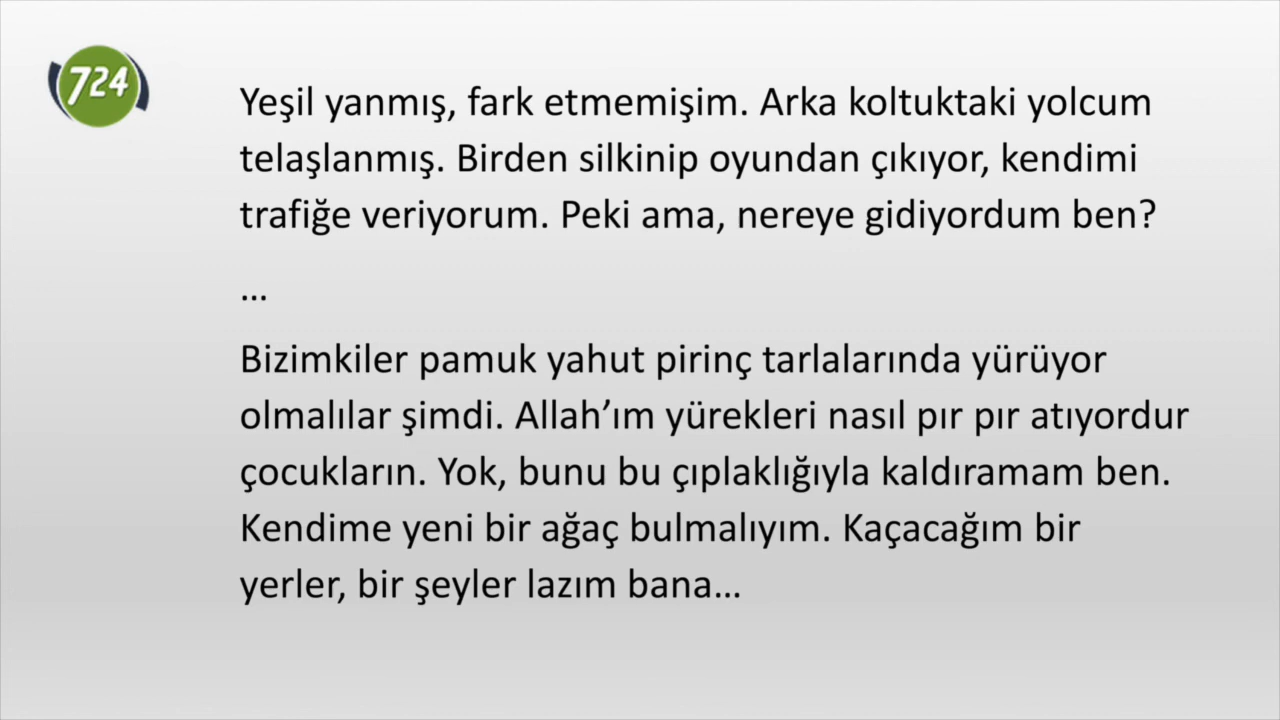 724
Yeşil yanmış, fark etmemişim. Arka koltuktaki yolcum
telaşlanmış. Birden silkinip oyundan çıkıyor, kendimi
trafiğe veriyorum. Peki ama, nereye gidiyordum ben?
...
Bizimkiler pamuk yahut pirinç tarlalarında yürüyor
olmalılar şimdi. Allah’ım yürekleri nasıl pır pır atıyordur
çocukların. Yok, bunu bu çıplaklığıyla kaldıramam ben.
Kendime yeni bir ağaç bulmalıyım. Kaçacağım bir
yerler, bir şeyler lazım bana...